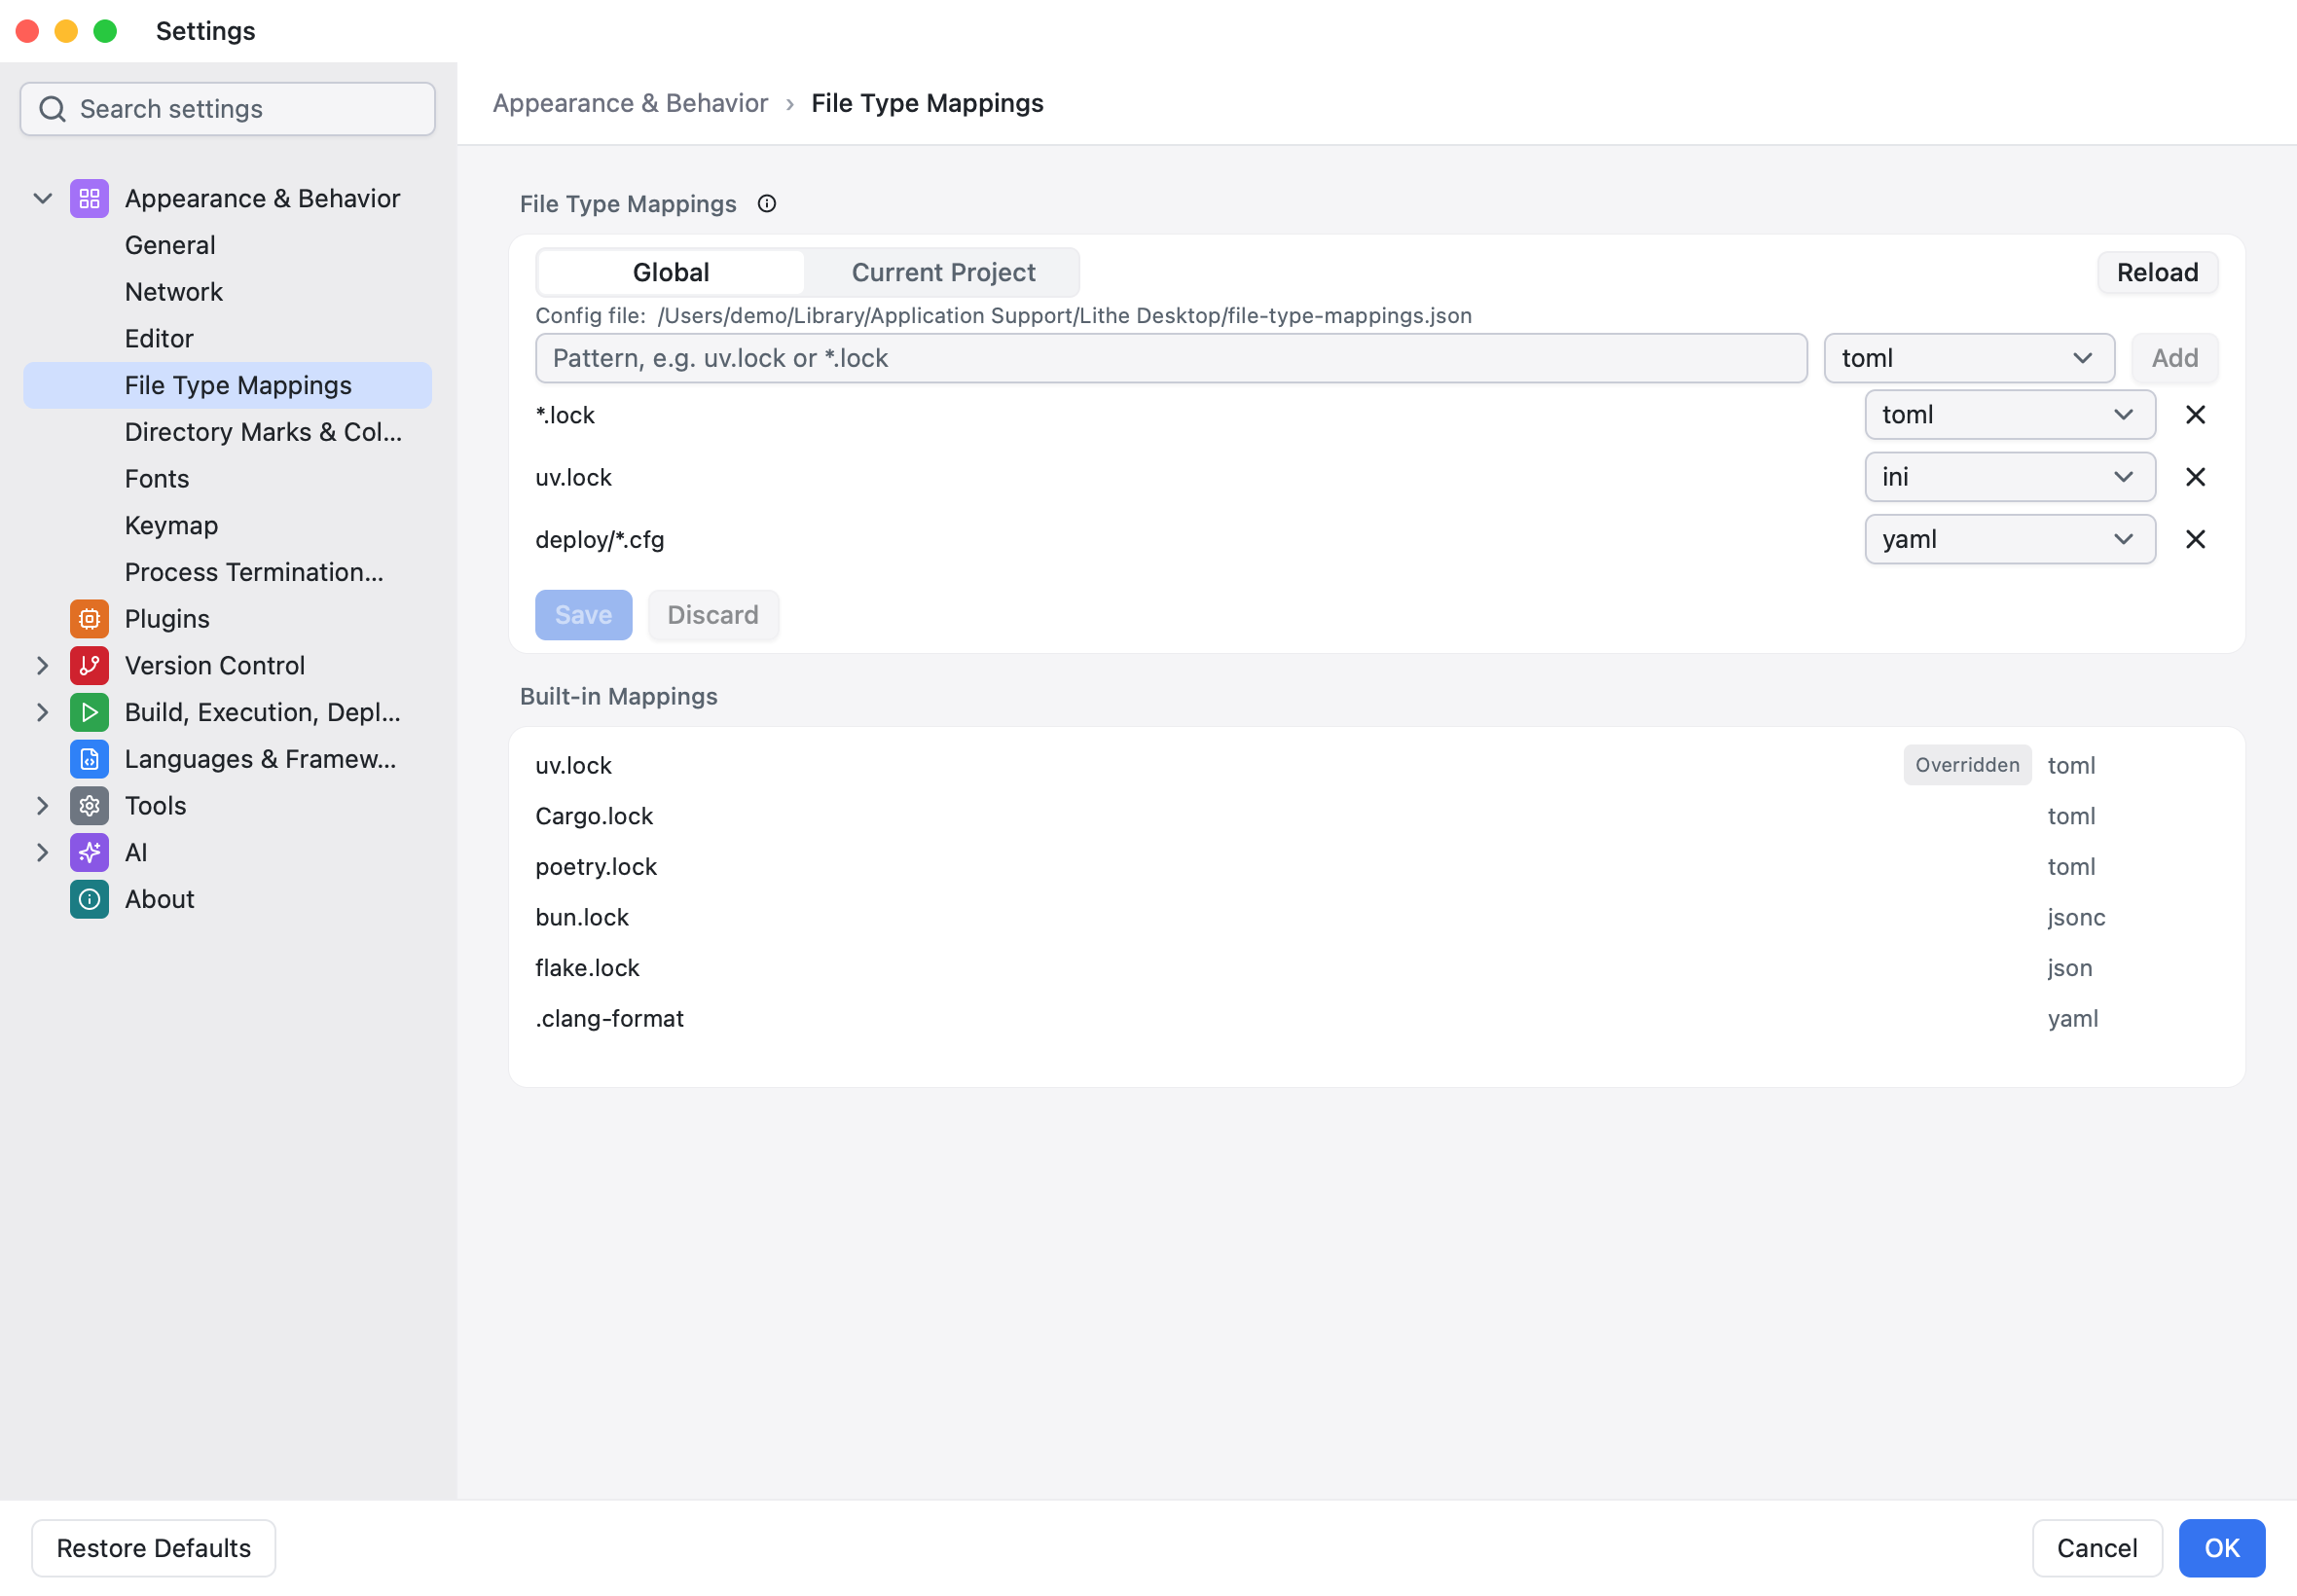 Settings
Search settings
Appearance & Behavior
General
Network
Editor
File Type Mappings
Directory Marks & Col...
Fonts
Keymap
Process Termination...
Plugins
Version Control
Build, Execution, Depl...
Languages & Framew...
Tools
AI
About
Appearance & Behavior › File Type Mappings
File Type Mappings
Global Current Project Reload
Config file: /Users/demo/Library/Application Support/Lithe Desktop/file-type-mappings.json
Pattern, e.g. uv.lock or *.lock toml Add
*.lock toml
uv.lock ini
deploy/*.cfg yaml
Save Discard
Built-in Mappings
uv.lock Overridden toml
Cargo.lock toml
poetry.lock toml
bun.lock jsonc
flake.lock json
.clang-format yaml
Restore Defaults Cancel OK